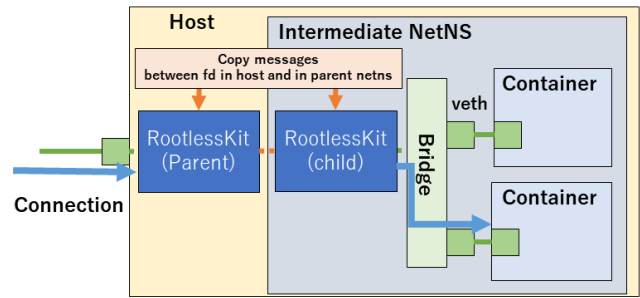 Host
Intermediate NetNS
Copy messages
between fd in host and in parent netns
Container
veth
RootlessKit
(Parent)
RootlessKit
(child)
Bridge
Connection
Container